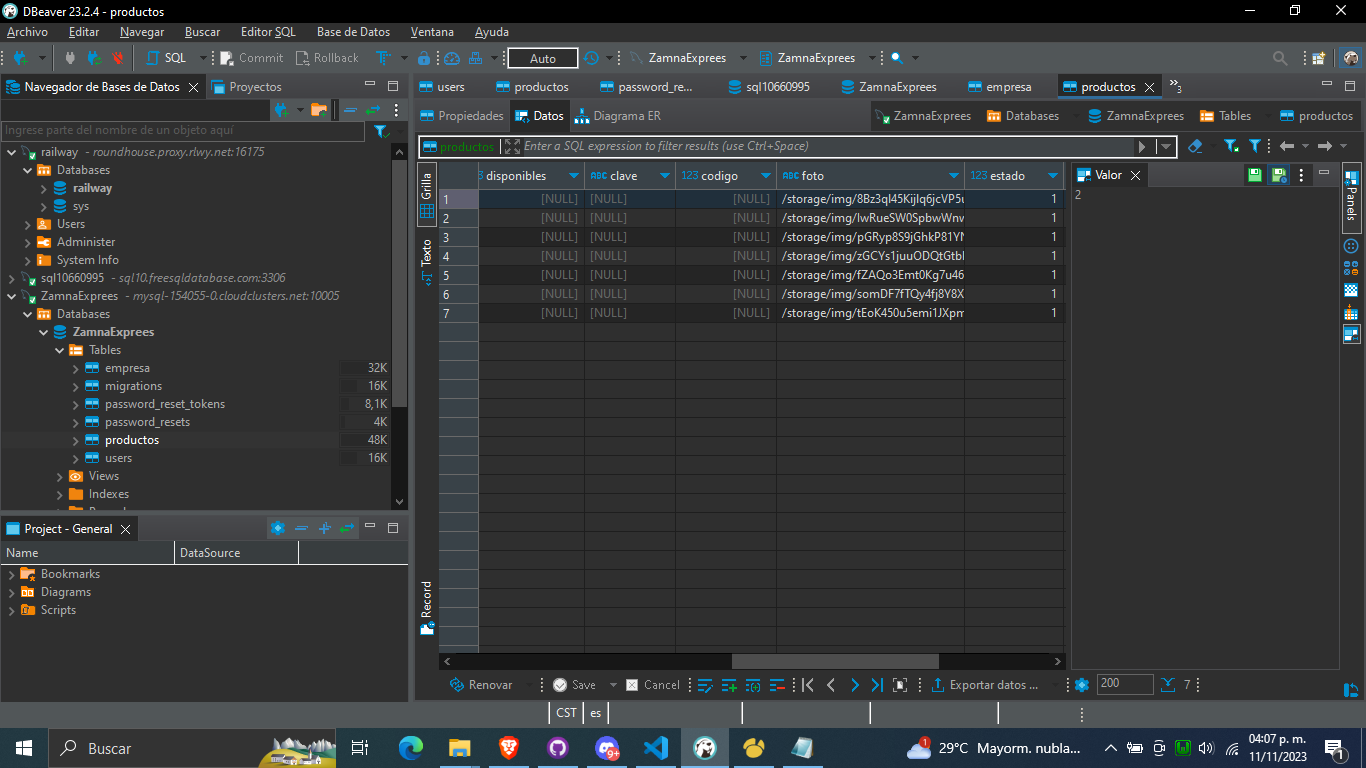 DBeaver 23.2.4 - productos
Archivo Editar Navegar Buscar Editor SQL Base de Datos Ventana Ayuda
SQL Commit Rollback Auto ZamnaExprees ZamnaExprees
Navegador de Bases de Datos Proyectos
users productos password_re... sql10660995 ZamnaExprees empresa productos »3
Propiedades Datos Diagrama ER ZamnaExprees Databases ZamnaExprees Tables productos
Ingrese parte del nombre de un objeto aquí
productos Enter a SQL expression to filter results (use Ctrl+Space)
railway - roundhouse.proxy.rlwy.net:16175
Databases
railway
sys
Users
Administer
System Info
sql10660995 - sql10.freesqldatabase.com:3306
ZamnaExprees - mysql-154055-0.cloudclusters.net:10005
Databases
ZamnaExprees
Tables
empresa 32K
migrations 16K
password_reset_tokens 8,1K
password_resets 4K
productos 48K
users 16K
Views
Indexes
Project - General
Name DataSource
Bookmarks
Diagrams
Scripts
Grilla
Texto
Record
disponibles ABC clave 123 codigo ABC foto 123 estado
1 [NULL] [NULL] [NULL] /storage/img/8Bz3ql45KijIq6jcVP5 1
2 [NULL] [NULL] [NULL] /storage/img/IwRueSW0SpbwWnw 1
3 [NULL] [NULL] [NULL] /storage/img/pGRyp8S9jGhkP81YN 1
4 [NULL] [NULL] [NULL] /storage/img/zGCYs1juuODQtGtb 1
5 [NULL] [NULL] [NULL] /storage/img/fZAQo3Emt0Kg7u46 1
6 [NULL] [NULL] [NULL] /storage/img/somDF7fTQy4fj8Y8X 1
7 [NULL] [NULL] [NULL] /storage/img/tEoK450u5emi1JXpm 1
Valor
2
Panels
Renovar Save Cancel Exportar datos ... 200 7
CST es
Buscar
9+
1
29°C Mayorm. nubla...
04:07 p. m.
11/11/2023
1